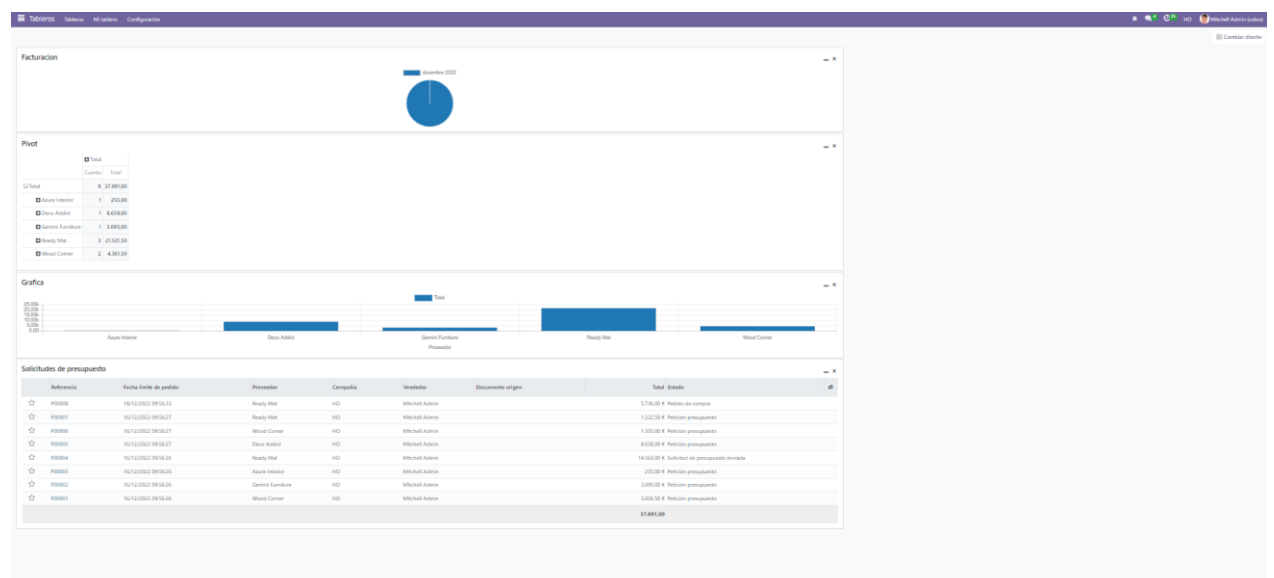 Tableros Tableros Mi tablero Configuración HO Mitchell Admin (odoo)
Cambiar diseño
Facturacion
diciembre 2022
Pivot
Total
Cuenta Total
Total 8 37.891,00
Azure Interior 1 255,00
Deco Addict 1 8.658,00
Gemini Furniture 1 3.095,00
Ready Mat 3 21.521,50
Wood Corner 2 4.361,50
Grafica
Total
25,00k
20,00k
15,00k
10,00k
5,00k
0,00
Azure Interior Deco Addict Gemini Furniture Ready Mat Wood Corner
Proveedor
Solicitudes de presupuesto
Referencia Fecha límite de pedido Proveedor Compañía Vendedor Documento origen Total Estado
P00008 16/12/2022 09:56:33 Ready Mat HO Mitchell Admin 5.736,00 € Pedido de compra
P00007 16/12/2022 09:56:27 Ready Mat HO Mitchell Admin 1.222,50 € Petición presupuesto
P00006 16/12/2022 09:56:27 Wood Corner HO Mitchell Admin 1.335,00 € Petición presupuesto
P00005 16/12/2022 09:56:27 Deco Addict HO Mitchell Admin 8.658,00 € Petición presupuesto
P00004 16/12/2022 09:56:26 Ready Mat HO Mitchell Admin 14.563,00 € Solicitud de presupuesto enviada
P00003 16/12/2022 09:56:26 Azure Interior HO Mitchell Admin 255,00 € Petición presupuesto
P00002 16/12/2022 09:56:26 Gemini Furniture HO Mitchell Admin 3.095,00 € Petición presupuesto
P00001 16/12/2022 09:56:26 Wood Corner HO Mitchell Admin 3.026,50 € Petición presupuesto
37.891,00